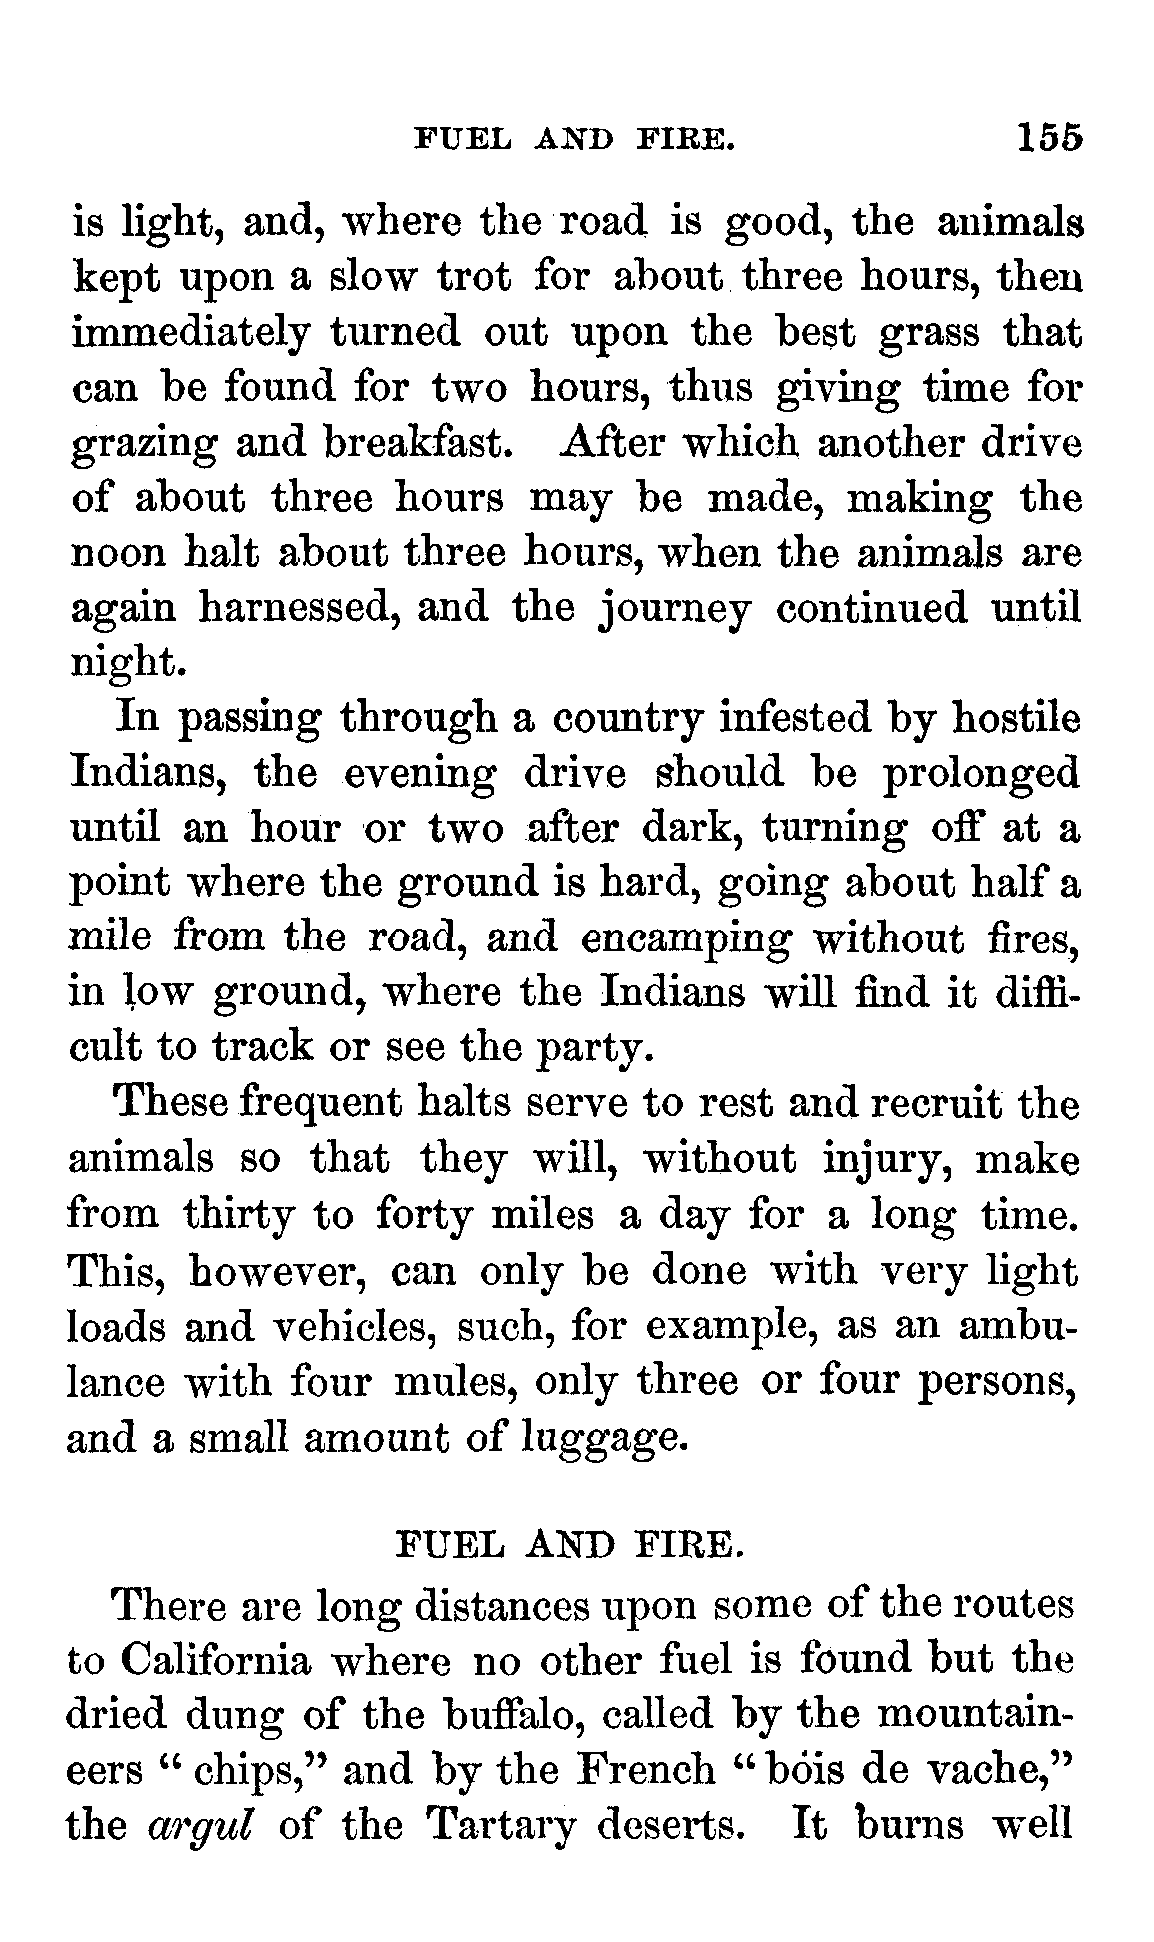 FUEL AND FIRE. 155
is light, and, where the road is good, the animals
kept upon a slow trot for about three hours, then
immediately turned out upon the best grass that
can be found for two hours, thus giving time for
grazing and breakfast. After which another drive
of about three hours may be made, making the
noon halt about three hours, when the animals are
again harnessed, and the journey continued until
night.
In passing through a country infested by hostile
Indians, the evening drive should be prolonged
until an hour or two after dark, turning off at a
point where the ground is hard, going about half a
mile from the road, and encamping without fires,
in low ground, where the Indians will find it diffi-
cult to track or see the party.
These frequent halts serve to rest and recruit the
animals so that they will, without injury, make
from thirty to forty miles a day for a long time.
This, however, can only be done with very light
loads and vehicles, such, for example, as an ambu-
lance with four mules, only three or four persons,
and a small amount of luggage.
FUEL AND FIRE.
There are long distances upon some of the routes
to California where no other fuel is found but the
dried dung of the buffalo, called by the mountain-
eers “chips,” and by the French “bois de vache,”
the argul of the Tartary deserts. It burns well